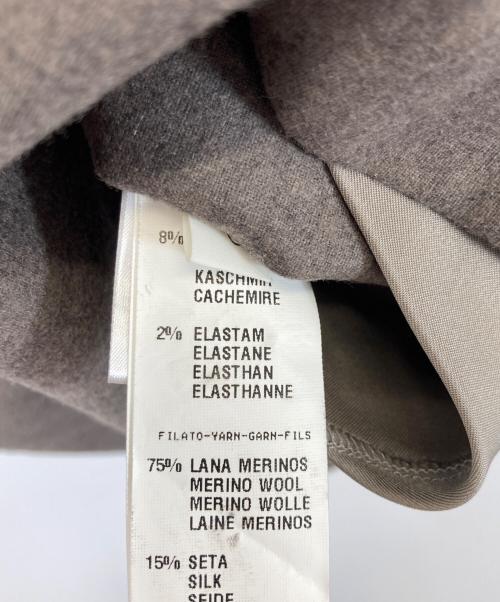 8%
KASCHMIR
CACHEMIRE
2% ELASTAM
ELASTANE
ELASTHAN
ELASTHANNE
FILATO-YARN-GARN-FILS
75% LANA MERINOS
MERINO WOOL
MERINO WOLLE
LAINE MERINOS
15% SETA
SILK
SEIDE